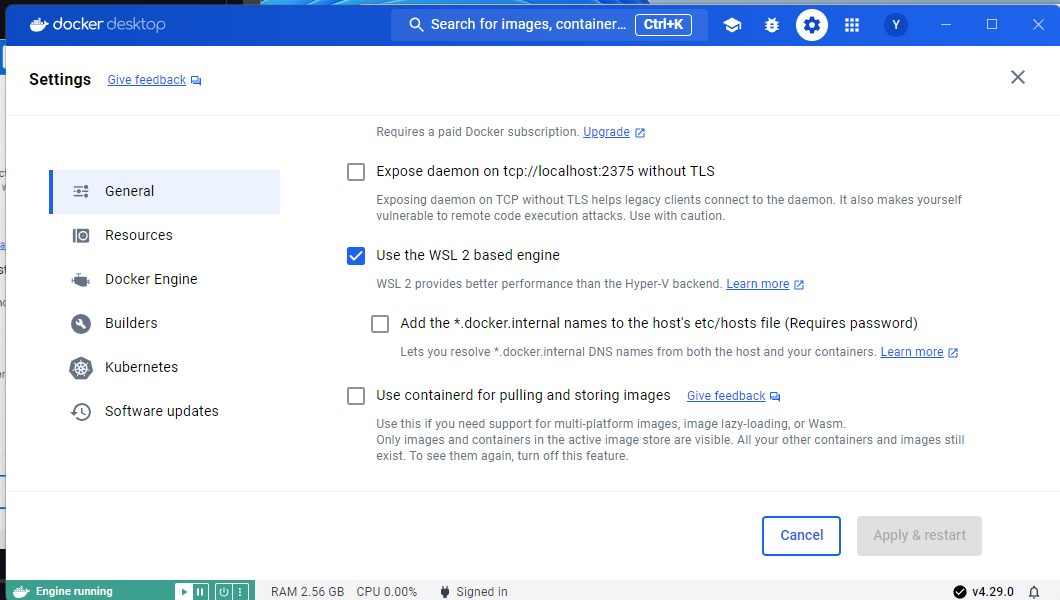 docker desktop
Search for images, container...
Ctrl+K
Y
Settings
Give feedback
Requires a paid Docker subscription. Upgrade
General
Resources
Docker Engine
Builders
Kubernetes
Software updates
Expose daemon on tcp://localhost:2375 without TLS
Exposing daemon on TCP without TLS helps legacy clients connect to the daemon. It also makes yourself
vulnerable to remote code execution attacks. Use with caution.
Use the WSL 2 based engine
WSL 2 provides better performance than the Hyper-V backend. Learn more
Add the *.docker.internal names to the host's etc/hosts file (Requires password)
Lets you resolve *.docker.internal DNS names from both the host and your containers. Learn more
Use containerd for pulling and storing images Give feedback
Use this if you need support for multi-platform images, image lazy-loading, or Wasm.
Only images and containers in the active image store are visible. All your other containers and images still
exist. To see them again, turn off this feature.
Cancel
Apply & restart
Engine running
RAM 2.56 GB CPU 0.00%
Signed in
v4.29.0